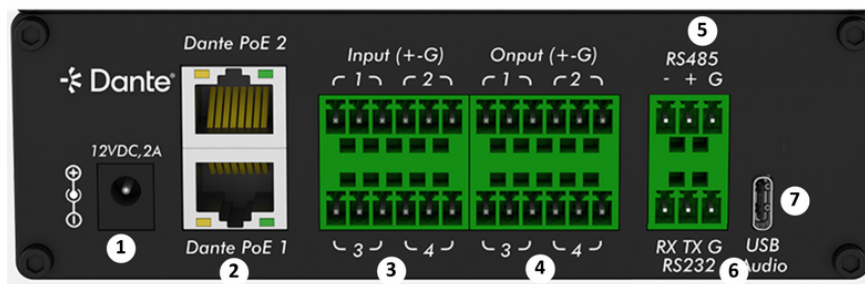 Dante PoE 2
Input (+-G)
Onput (+-G)
5
RS485
- + G
1 2
1 2
Dante®
12VDC,2A
7
1
Dante PoE 1
2
3 4
3
3 4
4
RX TX G
RS232
6
USB
Audio